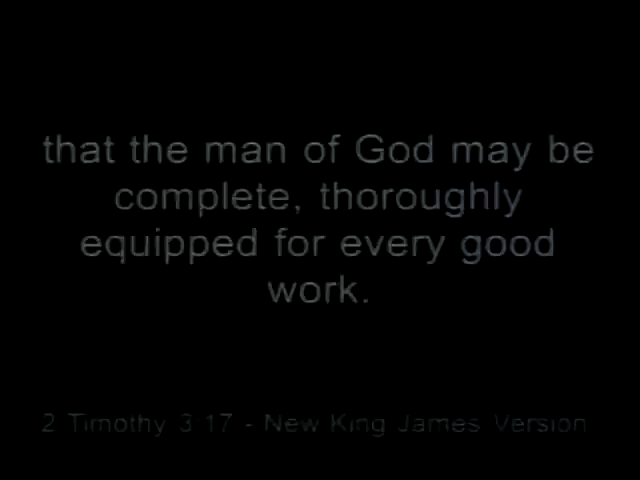 that the man of God may be
complete, thoroughly
equipped for every good
work.
2 Timothy 3 17 - New King James Version